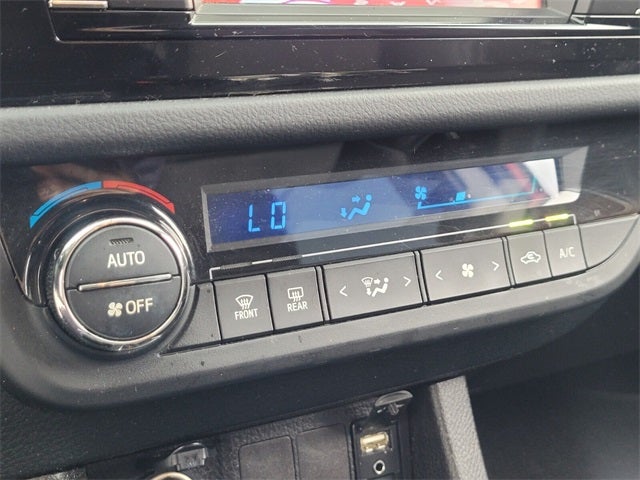 LO
AUTO
OFF
FRONT
REAR
< >
< >
A/C